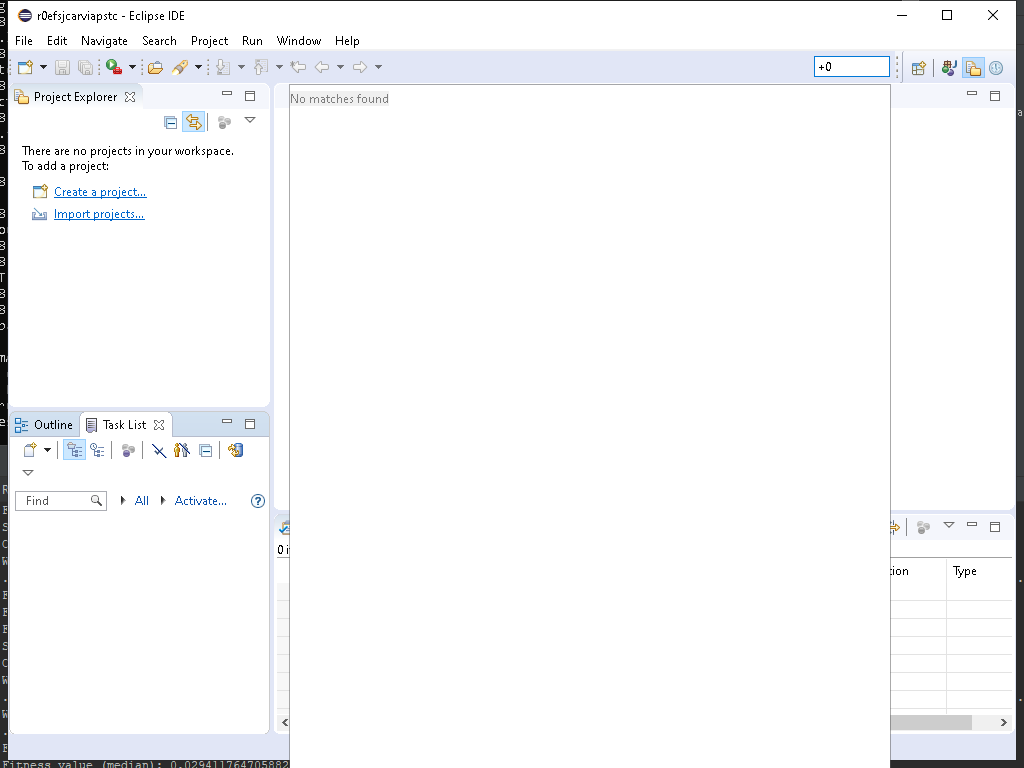 r0efsjcarviapstc - Eclipse IDE
File Edit Navigate Search Project Run Window Help
+0
Project Explorer
No matches found
There are no projects in your workspace.
To add a project:
Create a project...
Import projects...
Outline Task List
Find All Activate...
0 i
tion Type
Fitness value (median): 0.029411764705882